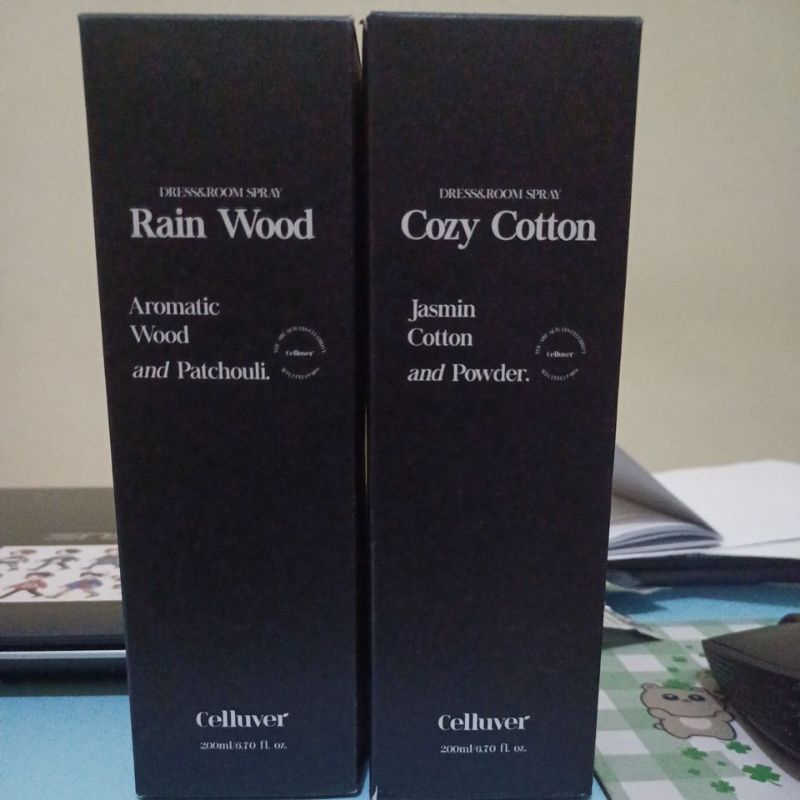 DRESS&ROOM SPRAY
Rain Wood
Aromatic
Wood
and Patchouli.
Celluver
Celluver
200ml/6.70 fl. oz.
DRESS&ROOM SPRAY
Cozy Cotton
Jasmin
Cotton
and Powder.
Celluver
Celluver
200ml/6.70 fl. oz.